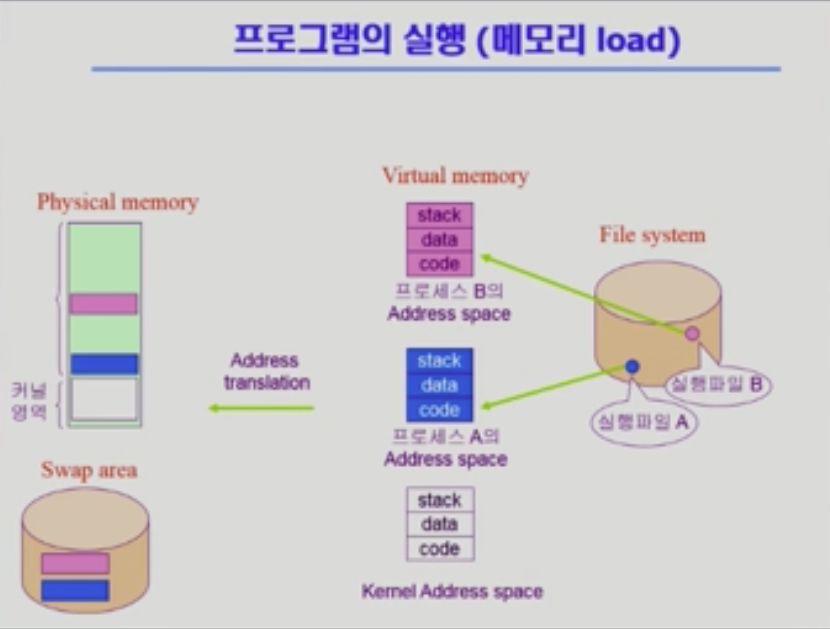 프로그램의 실행 (메모리 load)
Physical memory
커널
영역
Swap area
Address
translation
Virtual memory
stack
data
code
프로세스 B의
Address space
stack
data
code
프로세스 A의
Address space
stack
data
code
Kernel Address space
File system
실행파일 B
실행파일 A